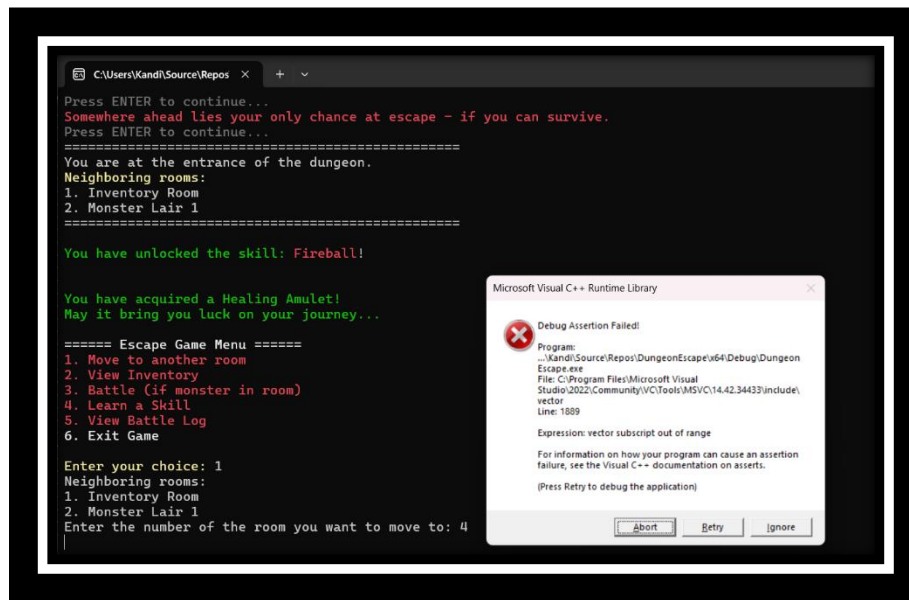 C:\Users\Kandi\Source\Repos
Press ENTER to continue...
Somewhere ahead lies your only chance at escape - if you can survive.
Press ENTER to continue...
==================================================
You are at the entrance of the dungeon.
Neighboring rooms:
1. Inventory Room
2. Monster Lair 1
==================================================
You have unlocked the skill: Fireball!
You have acquired a Healing Amulet!
May it bring you luck on your journey...
====== Escape Game Menu ======
1. Move to another room
2. View Inventory
3. Battle (if monster in room)
4. Learn a Skill
5. View Battle Log
6. Exit Game
Enter your choice: 1
Neighboring rooms:
1. Inventory Room
2. Monster Lair 1
Enter the number of the room you want to move to: 4
Microsoft Visual C++ Runtime Library
Debug Assertion Failed!
Program:
...\Kandi\Source\Repos\DungeonEscape\x64\Debug\Dungeon
Escape.exe
File: C:\Program Files\Microsoft Visual
Studio\2022\Community\VC\Tools\MSVC\14.42.34433\include\
vector
Line: 1889
Expression: vector subscript out of range
For information on how your program can cause an assertion
failure, see the Visual C++ documentation on asserts.
(Press Retry to debug the application)
Abort
Retry
Ignore